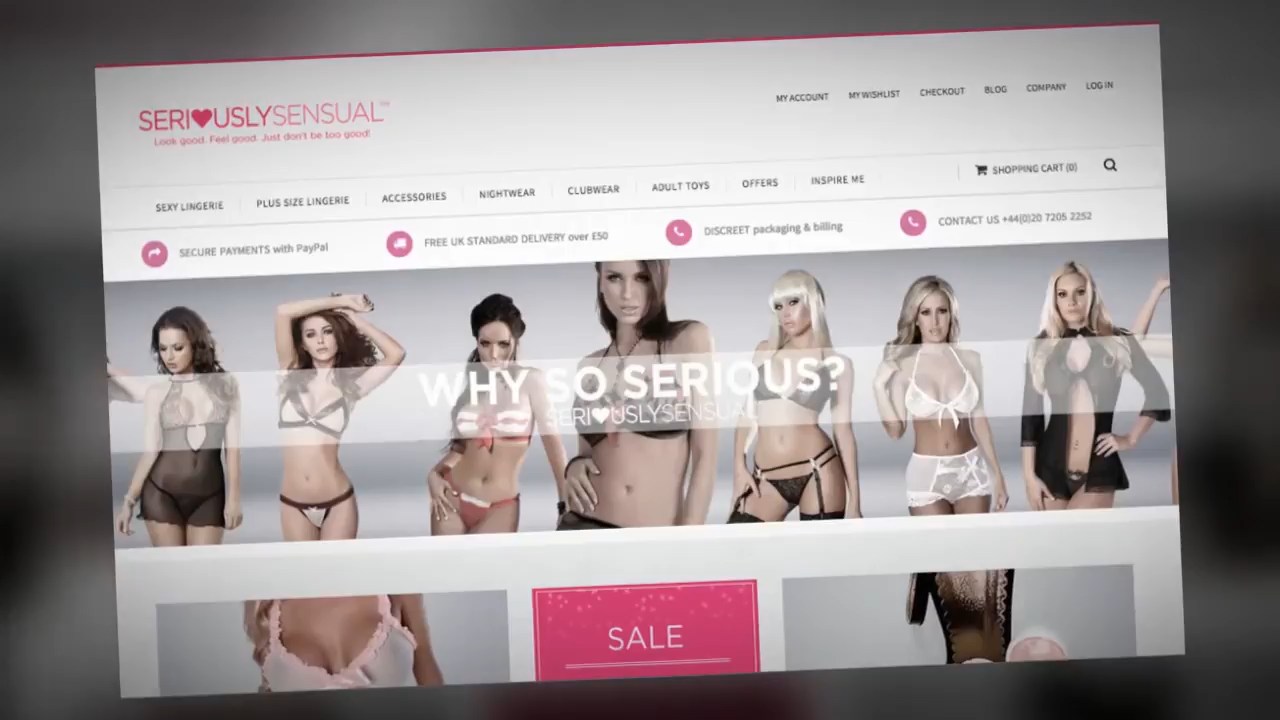 SERIOUSLYSENSUAL™
Look good. Feel good. Just don't be too good!
MY ACCOUNT MY WISHLIST CHECKOUT BLOG COMPANY LOG IN
SHOPPING CART (0)
SEXY LINGERIE PLUS SIZE LINGERIE ACCESSORIES NIGHTWEAR CLUBWEAR ADULT TOYS OFFERS INSPIRE ME
SECURE PAYMENTS with PayPal FREE UK STANDARD DELIVERY over £50 DISCREET packaging & billing CONTACT US +44(0)20 7205 2252
WHY SO SERIOUS?
SERIOUSLYSENSUAL
SALE